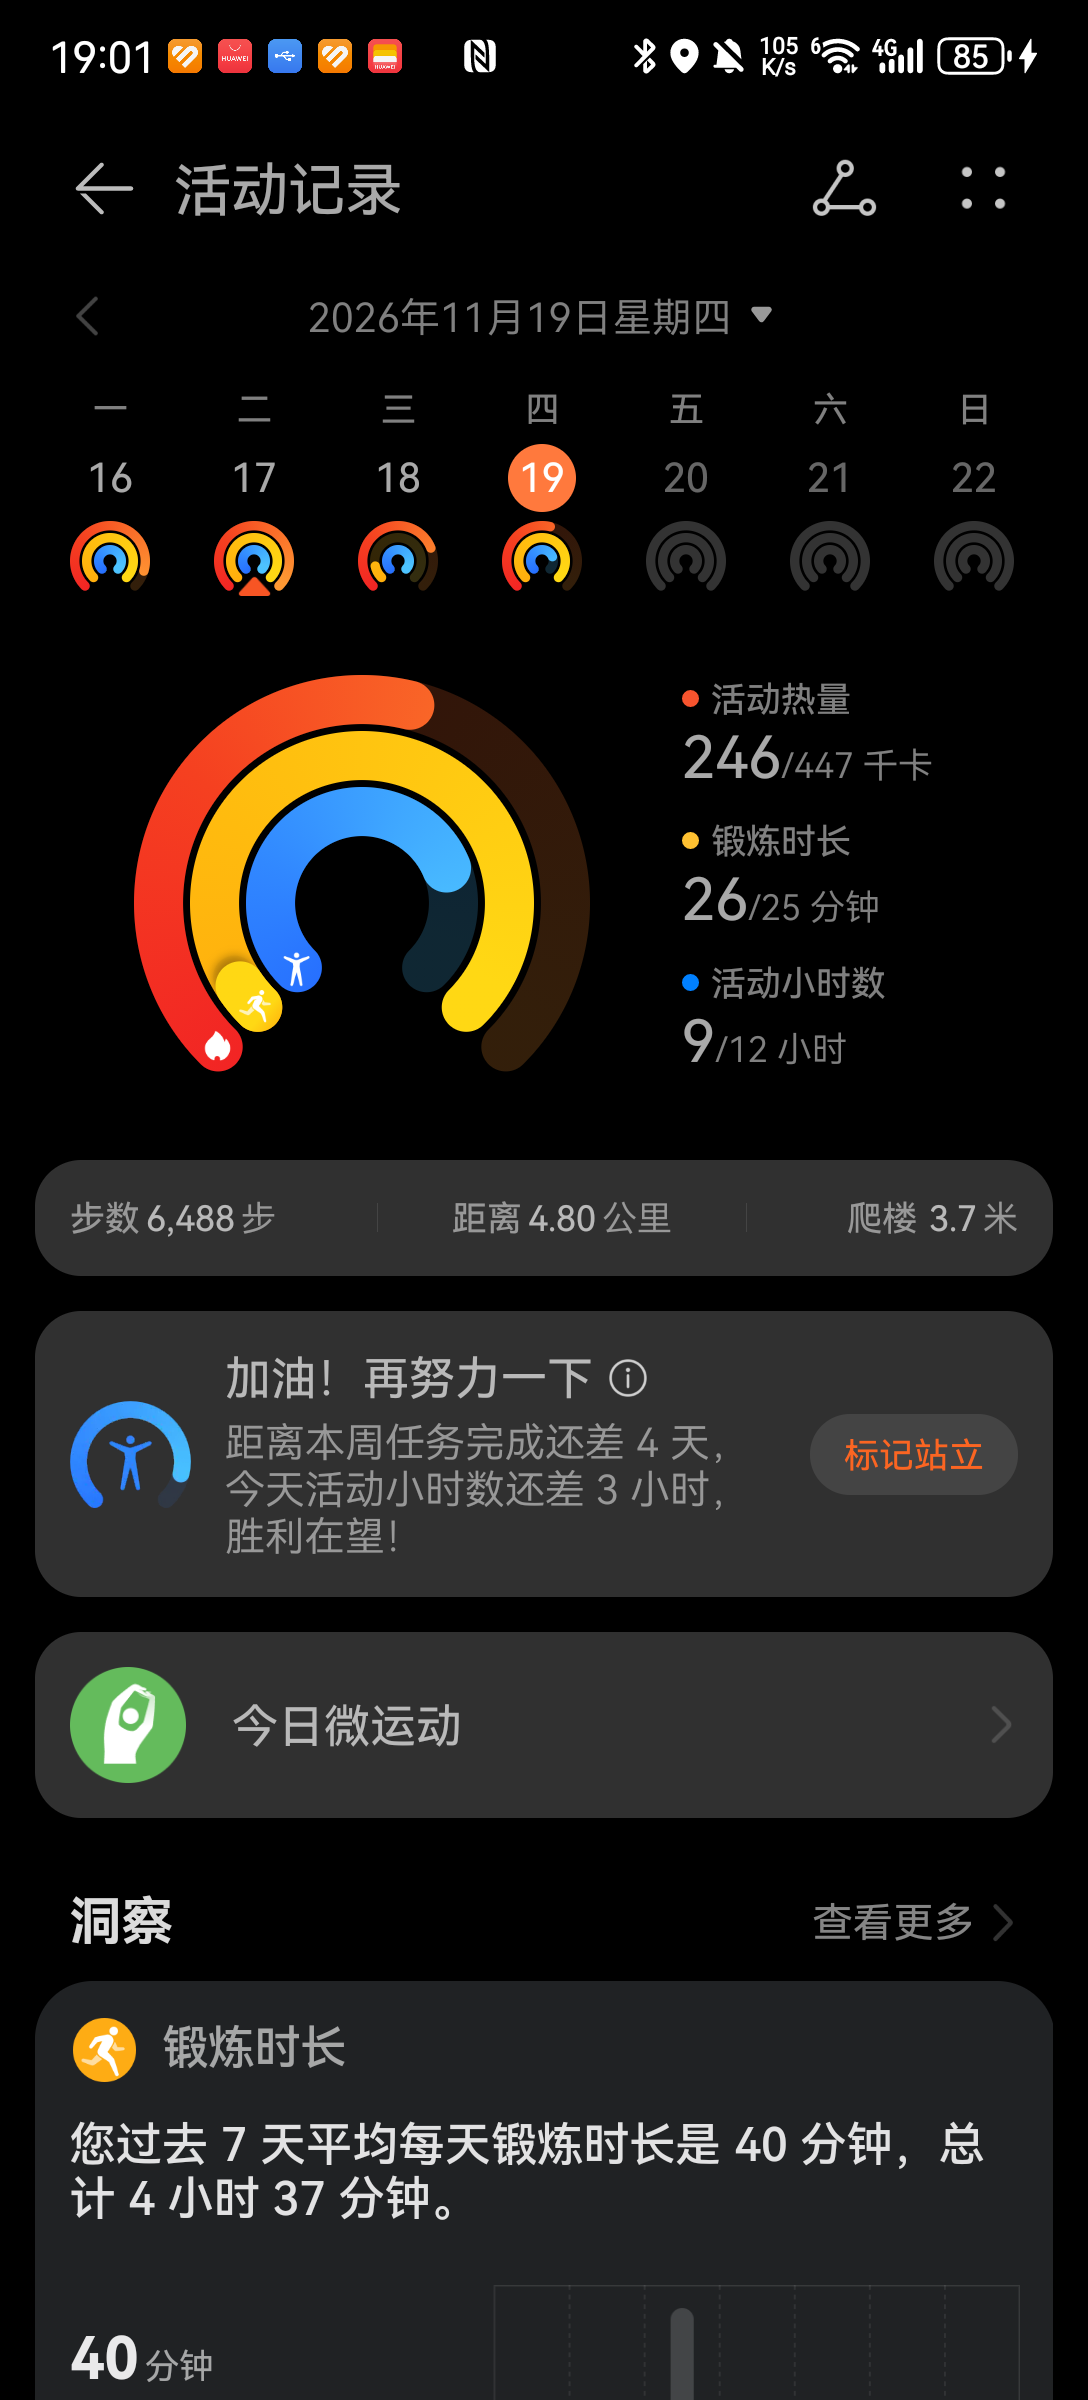 19:01
HUAWEI
HUAWEI
105 K/s
6
4G
85
活动记录
2026年11月19日星期四
一 二 三 四 五 六 日
16 17 18 19 20 21 22
活动热量
246/447 千卡
锻炼时长
26/25 分钟
活动小时数
9/12 小时
步数 6,488 步
距离 4.80 公里
爬楼 3.7 米
加油！再努力一下
距离本周任务完成还差 4 天，
今天活动小时数还差 3 小时，
胜利在望！
标记站立
今日微运动
洞察
查看更多
锻炼时长
您过去 7 天平均每天锻炼时长是 40 分钟，总
计 4 小时 37 分钟。
40 分钟